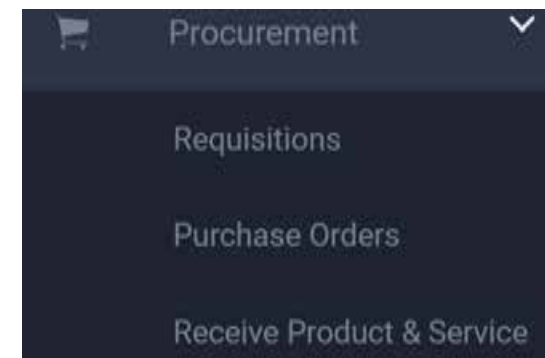 Procurement
Requisitions
Purchase Orders
Receive Product & Service